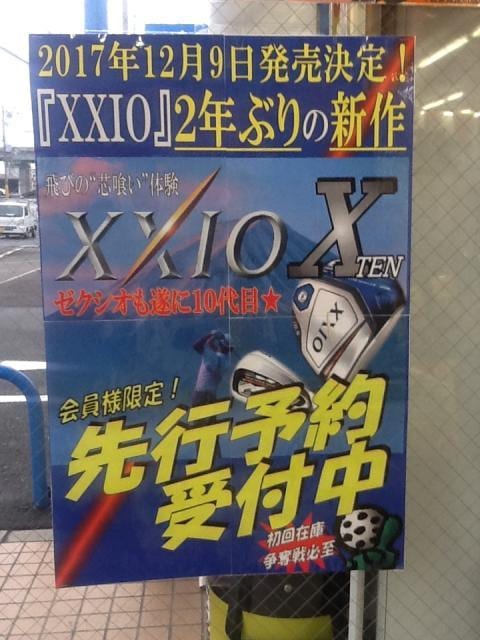 2017年12月9日発売決定！
『XXIO』2年ぶりの新作
飛びの“芯喰い”体験
XXIO X TEN
ゼクシオも遂に10代目★
XXIO
会員様限定！
先行予約
受付中
初回在庫
争奪戦必至